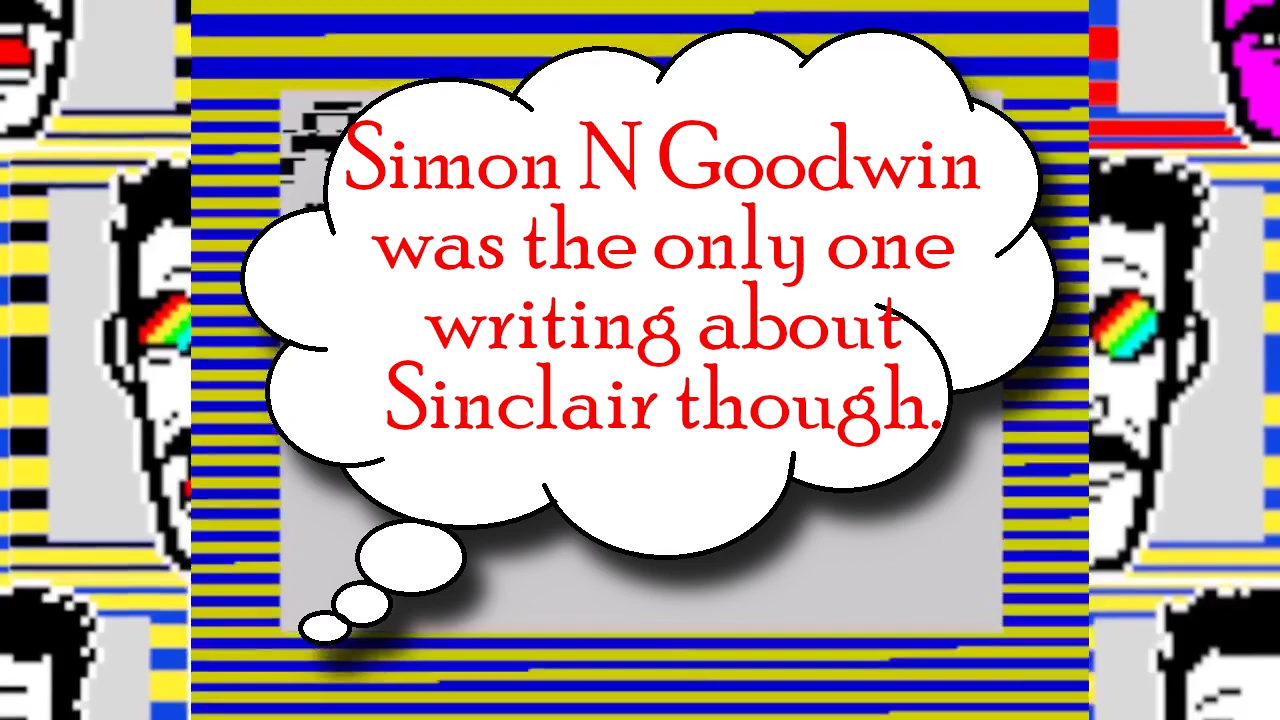 Simon N Goodwin
was the only one
writing about
Sinclair though.